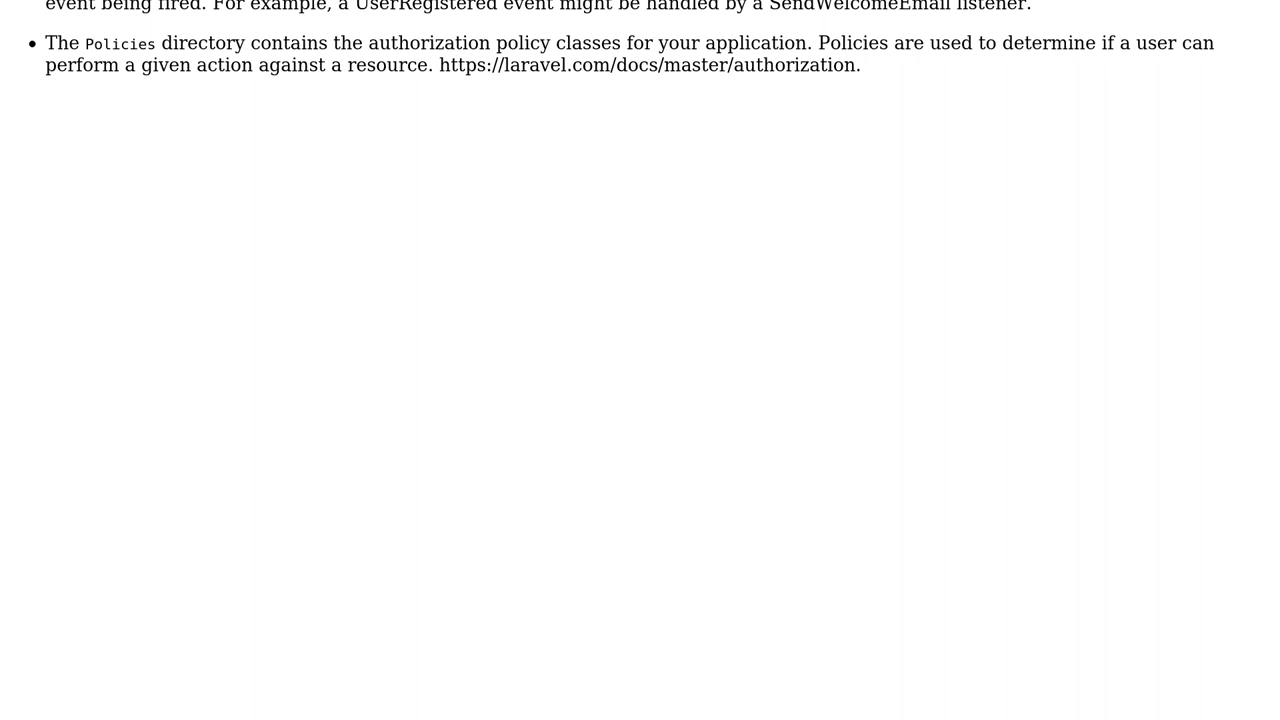 event being fired. For example, a UserRegistered event might be handled by a SendWelcomeEmail listener.
• The Policies directory contains the authorization policy classes for your application. Policies are used to determine if a user can
perform a given action against a resource. https://laravel.com/docs/master/authorization.